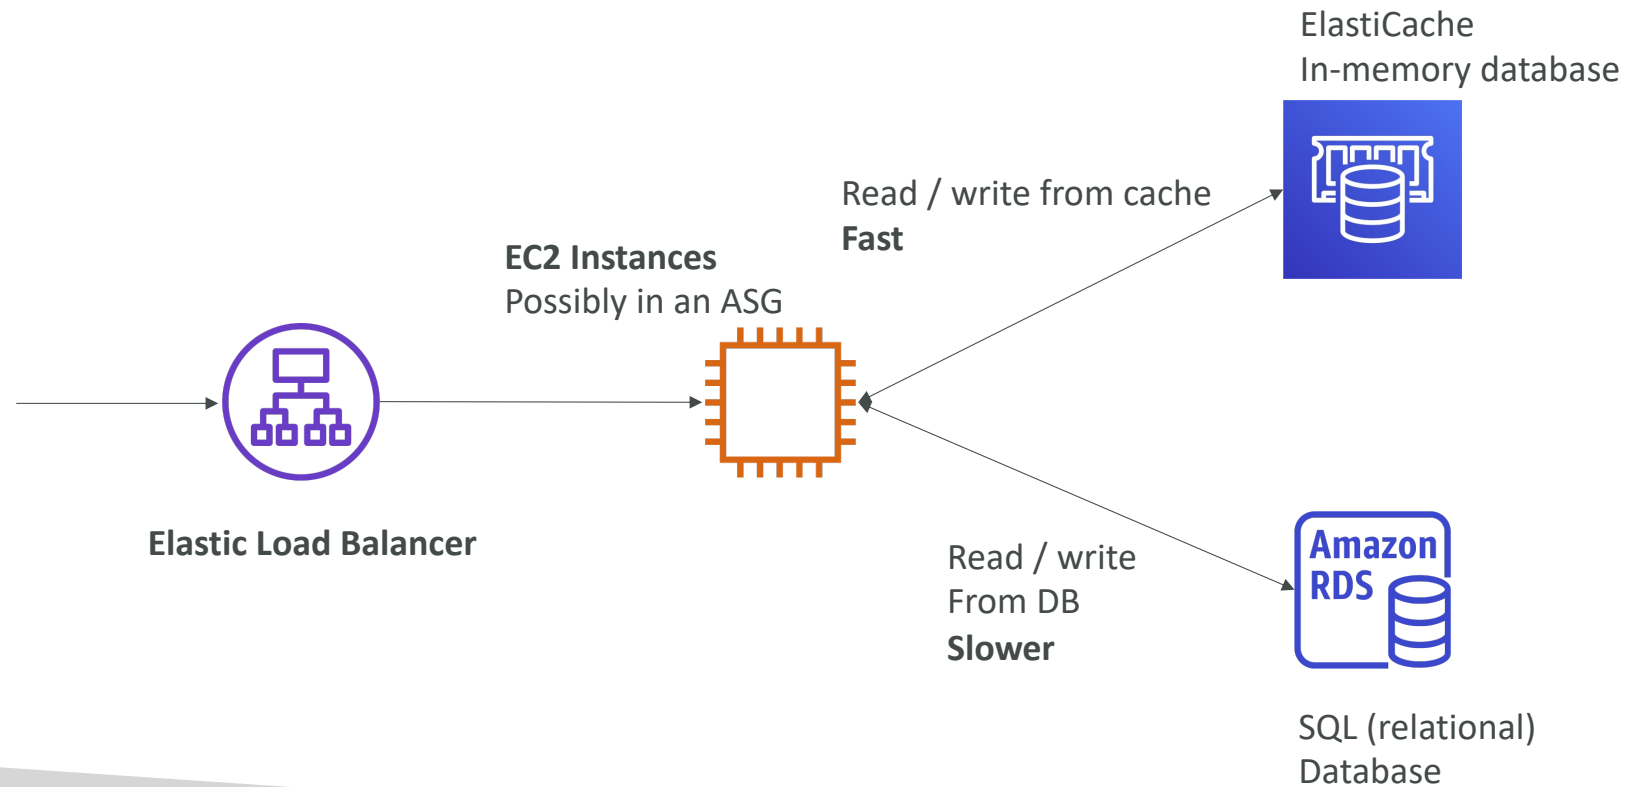 ElastiCache
In-memory database
Read / write from cache
Fast
EC2 Instances
Possibly in an ASG
Elastic Load Balancer
Read / write
From DB
Slower
Amazon
RDS
SQL (relational)
Database